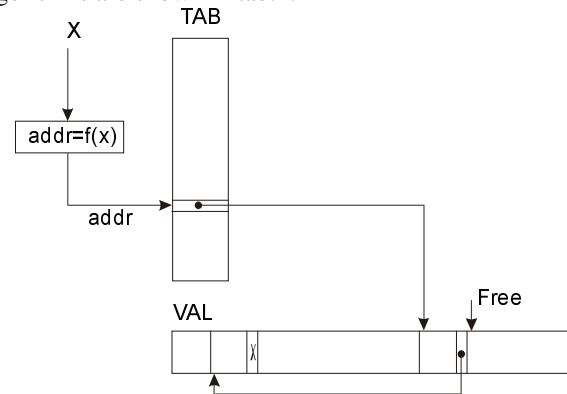 TAB
X
addr=f(x)
addr
VAL
Free